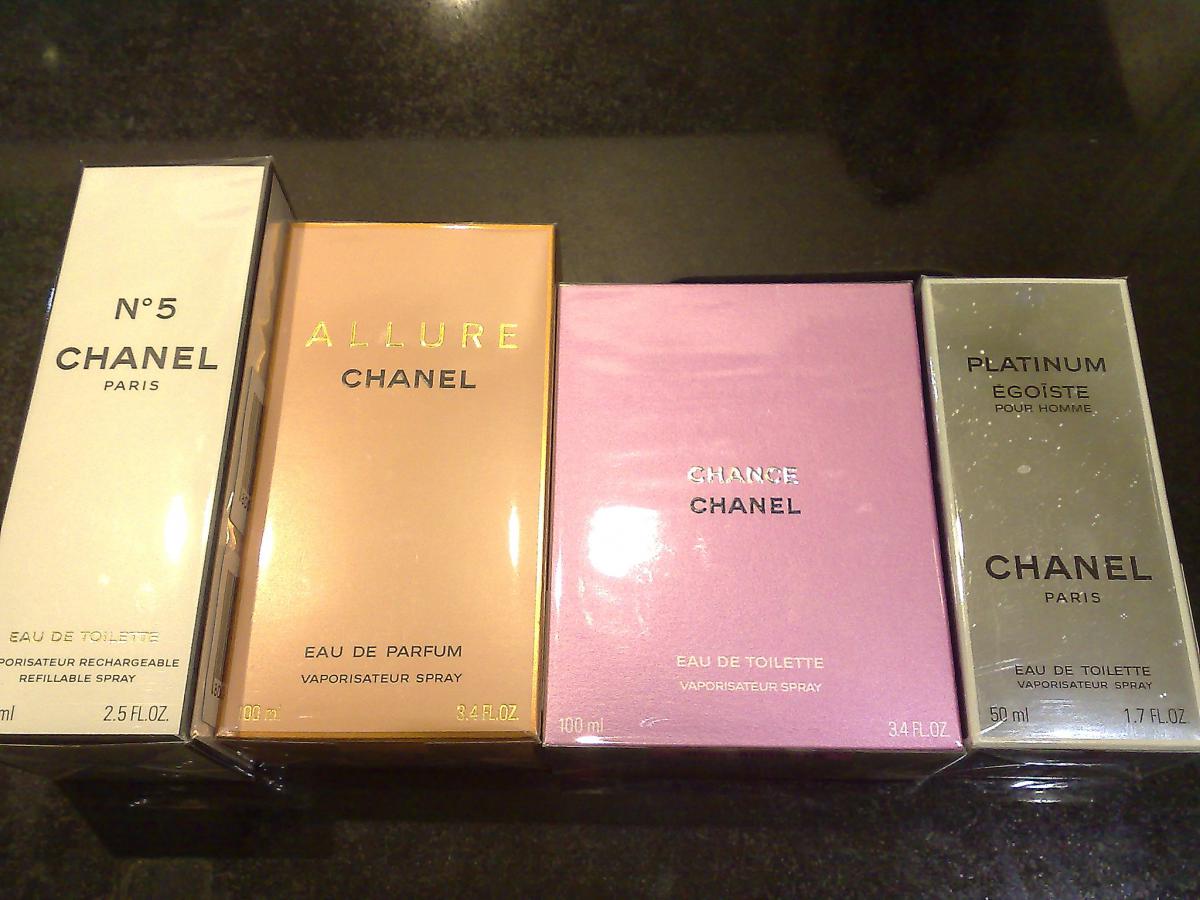 N°5
CHANEL
PARIS
EAU DE TOILETTE
PORISATEUR RECHARGEABLE
REFILLABLE SPRAY
ml
2.5 FL.OZ.
ALLURE
CHANEL
EAU DE PARFUM
VAPORISATEUR SPRAY
100 ml
3.4 FL.OZ.
CHANCE
CHANEL
EAU DE TOILETTE
VAPORISATEUR SPRAY
100 ml
3.4 FL.OZ.
PLATINUM
ÉGOÏSTE
POUR HOMME
CHANEL
PARIS
EAU DE TOILETTE
VAPORISATEUR SPRAY
50 ml
1.7 FL.OZ.